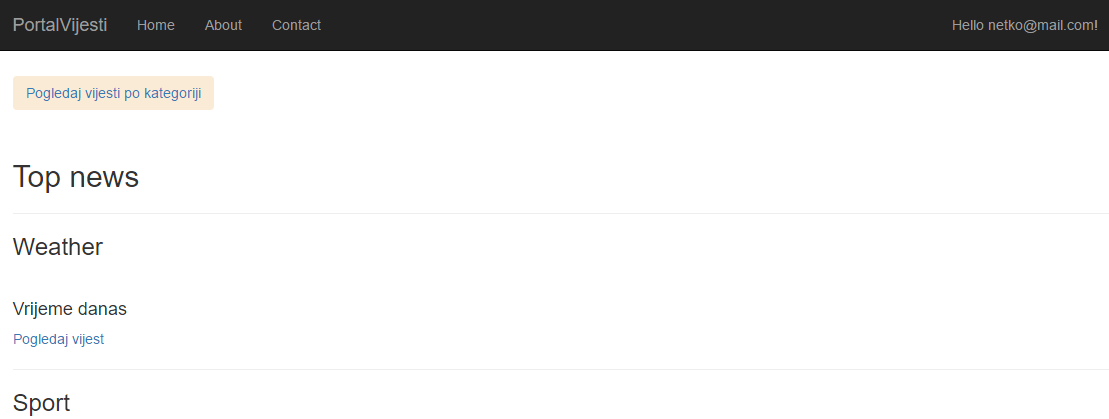 PortalVijesti Home About Contact Hello netko@mail.com!
Pogledaj vijesti po kategoriji
Top news
Weather
Vrijeme danas
Pogledaj vijest
Sport